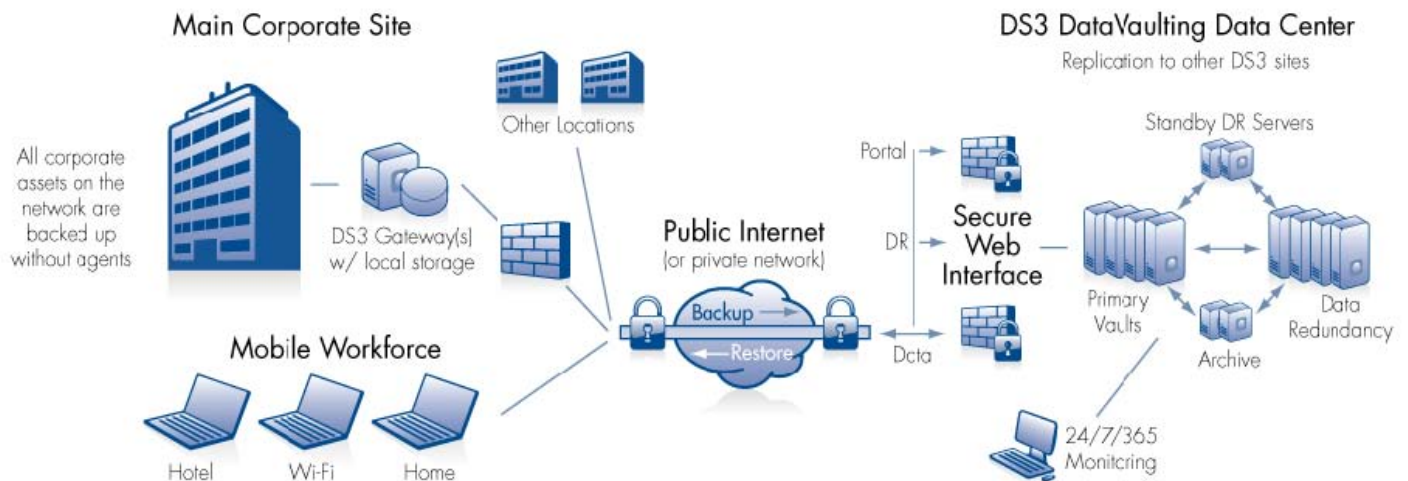 Main Corporate Site
All corporate
assets on the
network are
backed up
without agents
DS3 Gateway(s)
w/ local storage
Other Locations
Mobile Workforce
Hotel
Wi-Fi
Home
Public Internet
(or private network)
Backup
Restore
Portal
DR
Dcta
Secure
Web
Interface
DS3 DataVaulting Data Center
Replication to other DS3 sites
Standby DR Servers
Primary
Vaults
Data
Redundancy
Archive
24/7/365
Monitcring